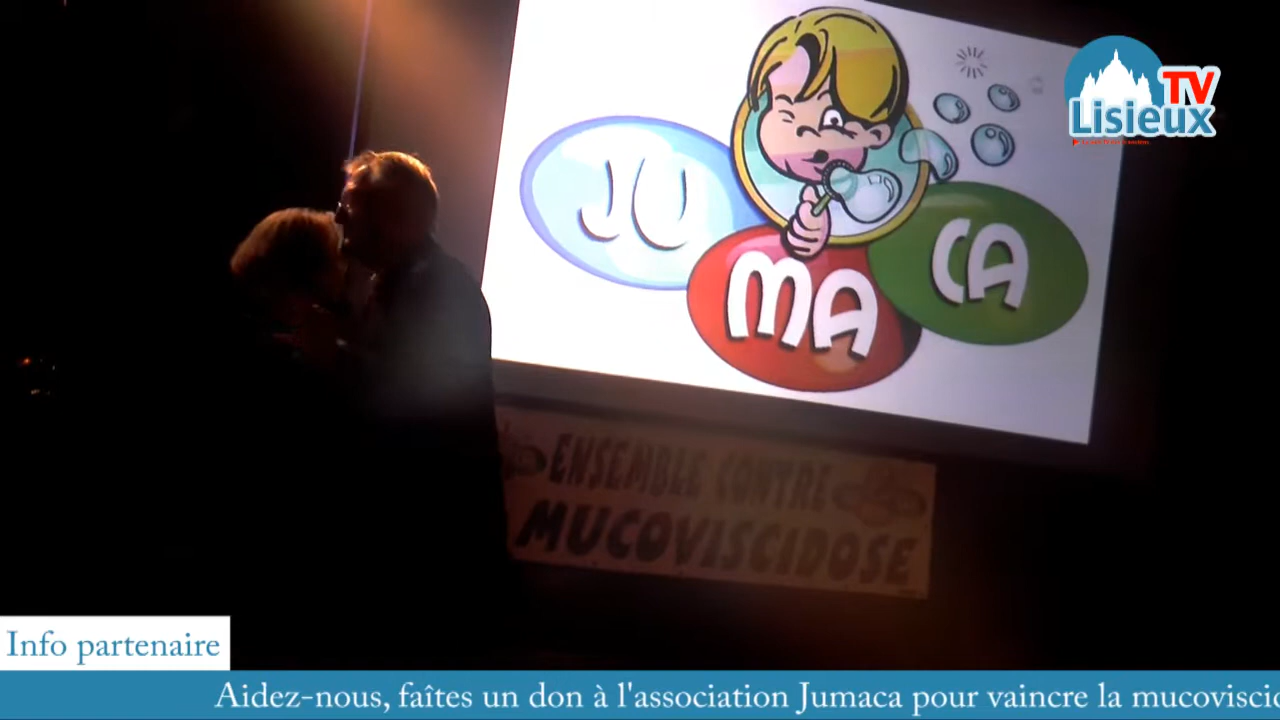 TV
Lisieux
JU
MA
CA
ENSEMBLE CONTRE
MUCOVISCIDOSE
Info partenaire
Aidez-nous, faîtes un don à l'association Jumaca pour vaincre la